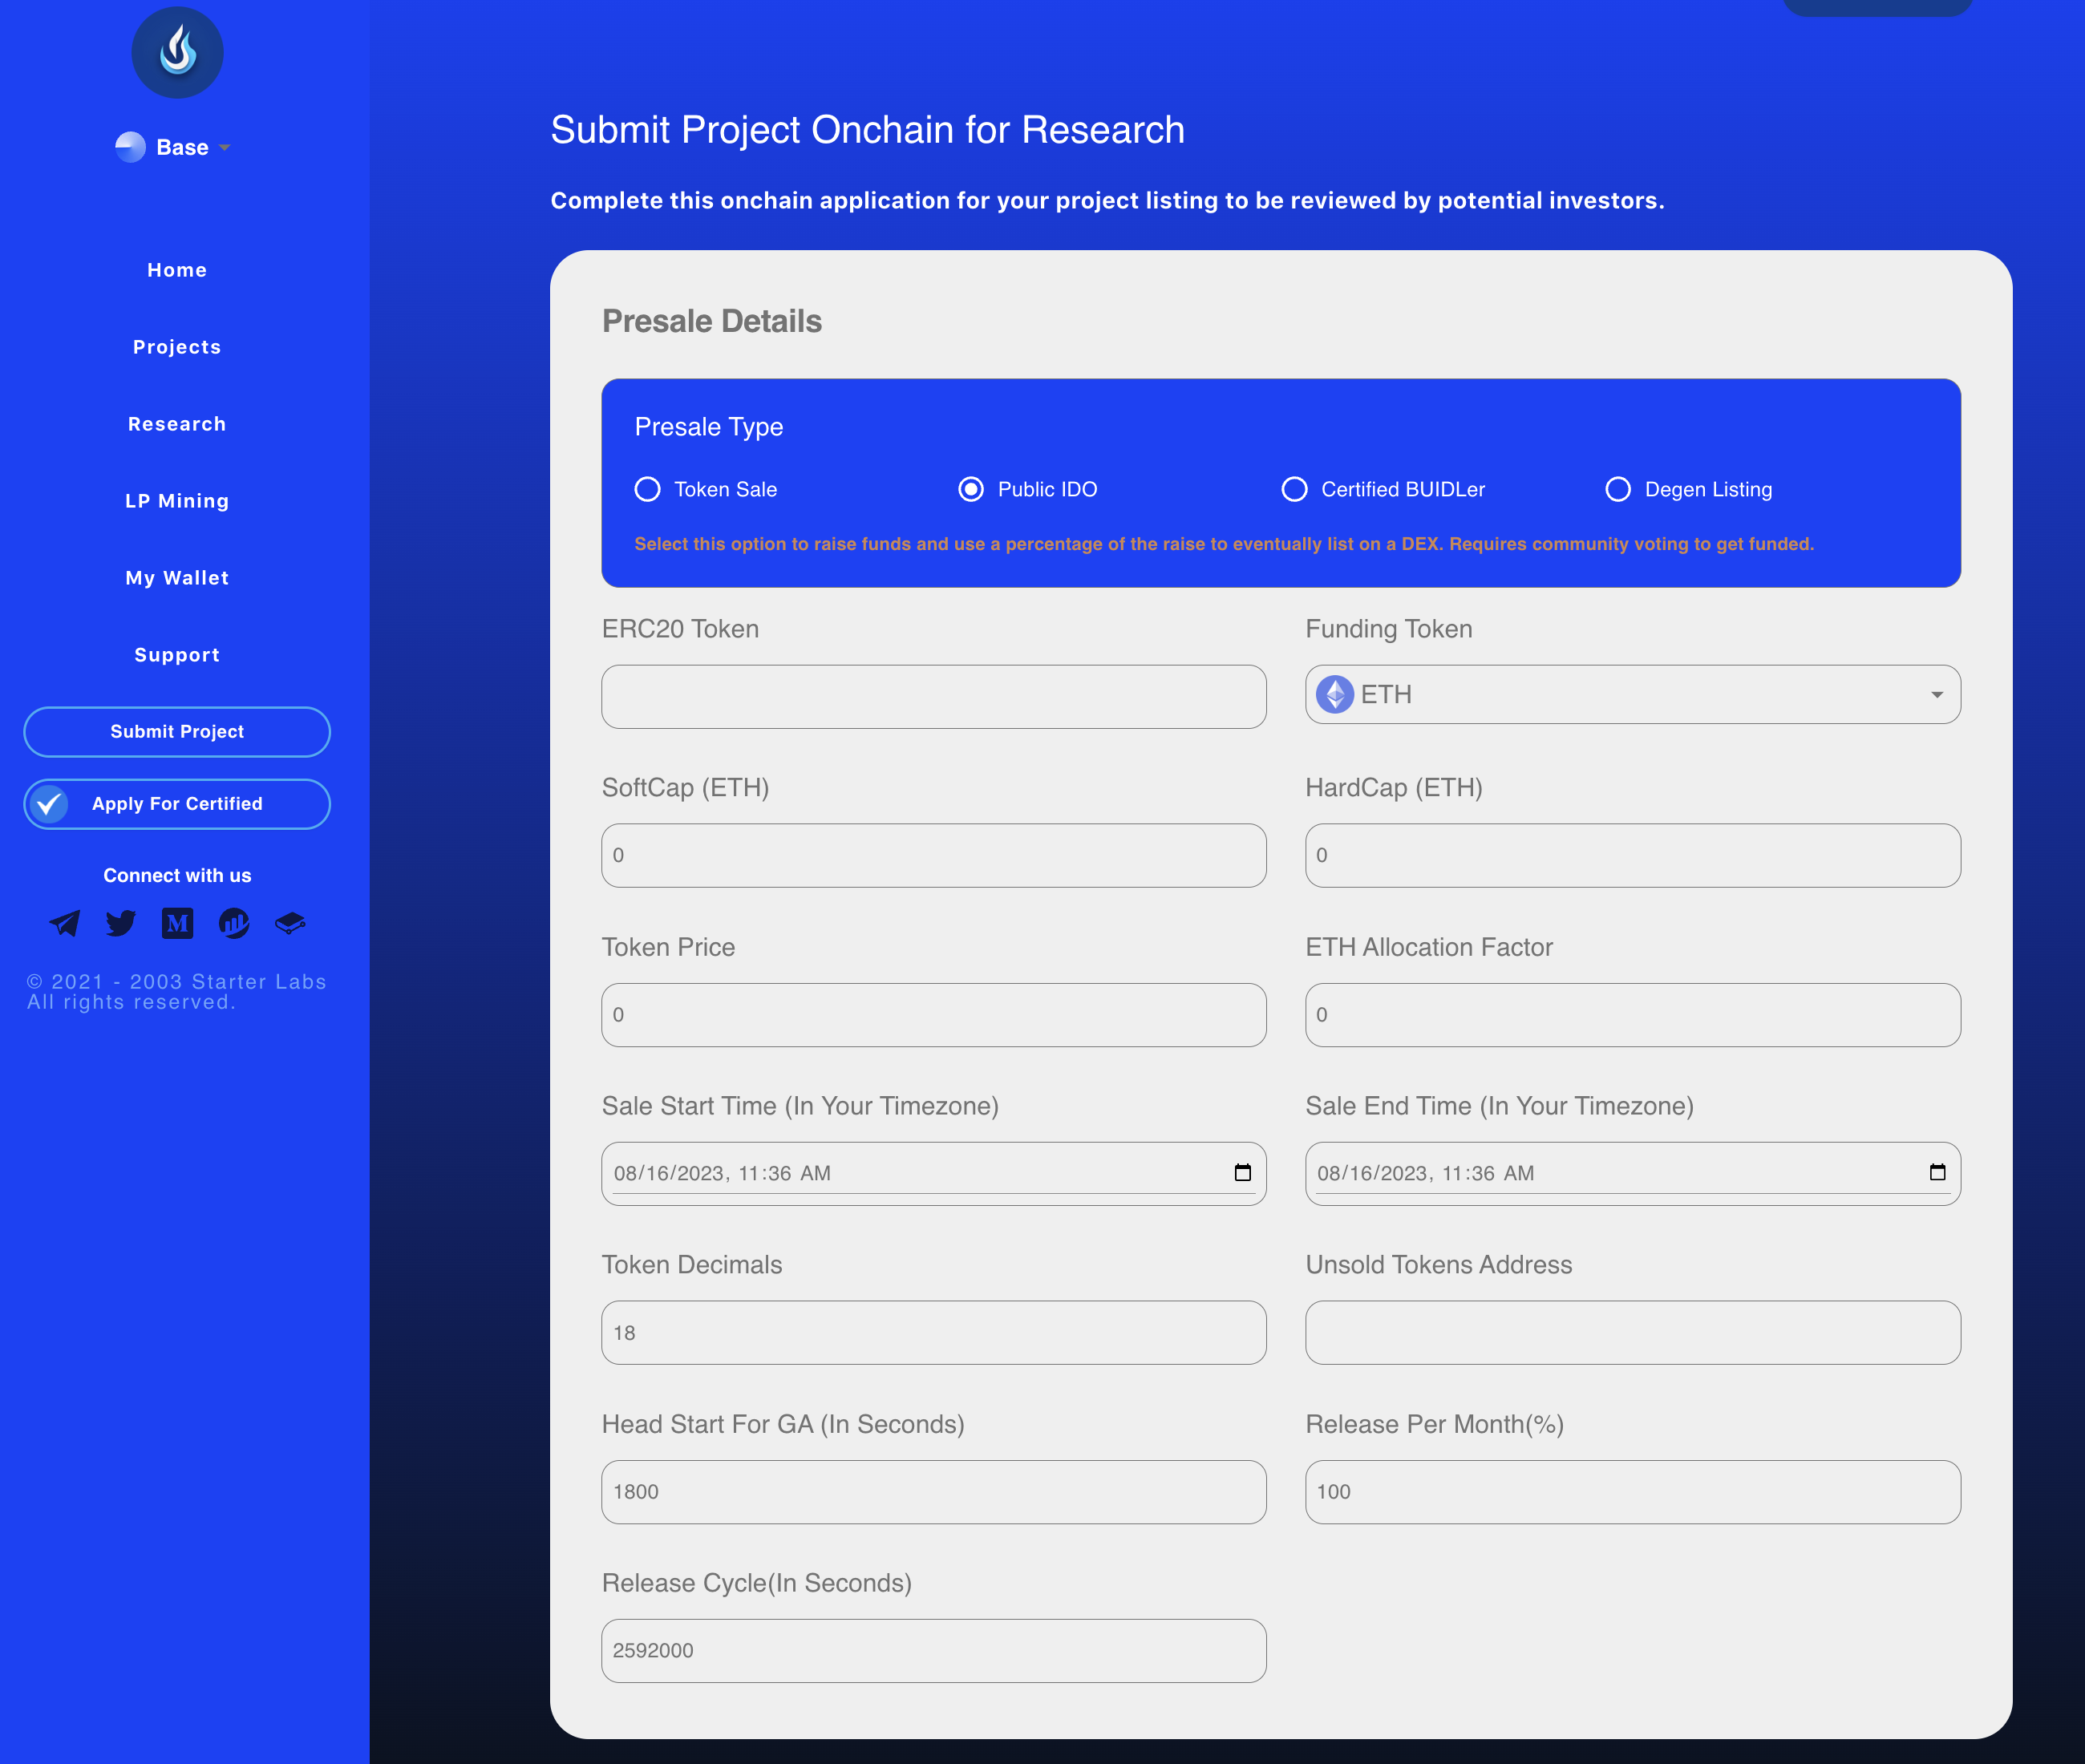 Base
Home
Projects
Research
LP Mining
My Wallet
Support
Submit Project
Apply For Certified
Connect with us
M
© 2021 - 2003 Starter Labs
All rights reserved.
Submit Project Onchain for Research
Complete this onchain application for your project listing to be reviewed by potential investors.
Presale Details
Presale Type
Token Sale
Public IDO
Certified BUIDLer
Degen Listing
Select this option to raise funds and use a percentage of the raise to eventually list on a DEX. Requires community voting to get funded.
ERC20 Token
Funding Token
ETH
SoftCap (ETH)
HardCap (ETH)
0
0
Token Price
ETH Allocation Factor
0
0
Sale Start Time (In Your Timezone)
Sale End Time (In Your Timezone)
08/16/2023, 11:36 AM
08/16/2023, 11:36 AM
Token Decimals
Unsold Tokens Address
18
Head Start For GA (In Seconds)
Release Per Month(%)
1800
100
Release Cycle(In Seconds)
2592000